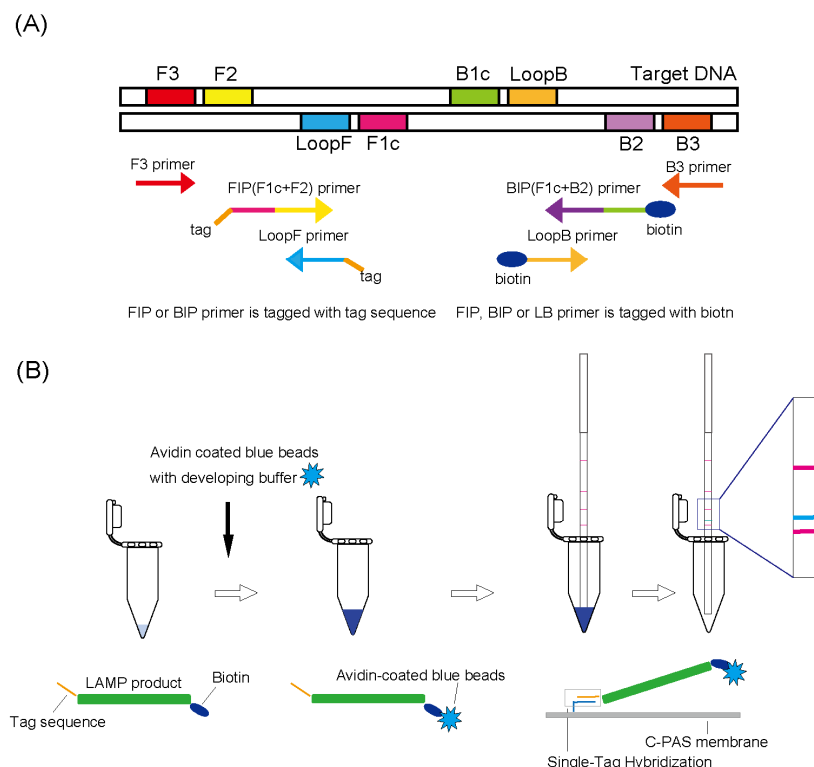 (A)
F3
F2
B1c
LoopB
Target DNA
LoopF
F1c
B2
B3
F3 primer
B3 primer
FIP(F1c+F2) primer
BIP(F1c+B2) primer
tag
biotin
LoopF primer
LoopB primer
tag
biotin
FIP or BIP primer is tagged with tag sequence
FIP, BIP or LB primer is tagged with biotn
(B)
Avidin coated blue beads
with developing buffer
LAMP product
Biotin
Tag sequence
Avidin-coated blue beads
C-PAS membrane
Single-Tag Hybridization